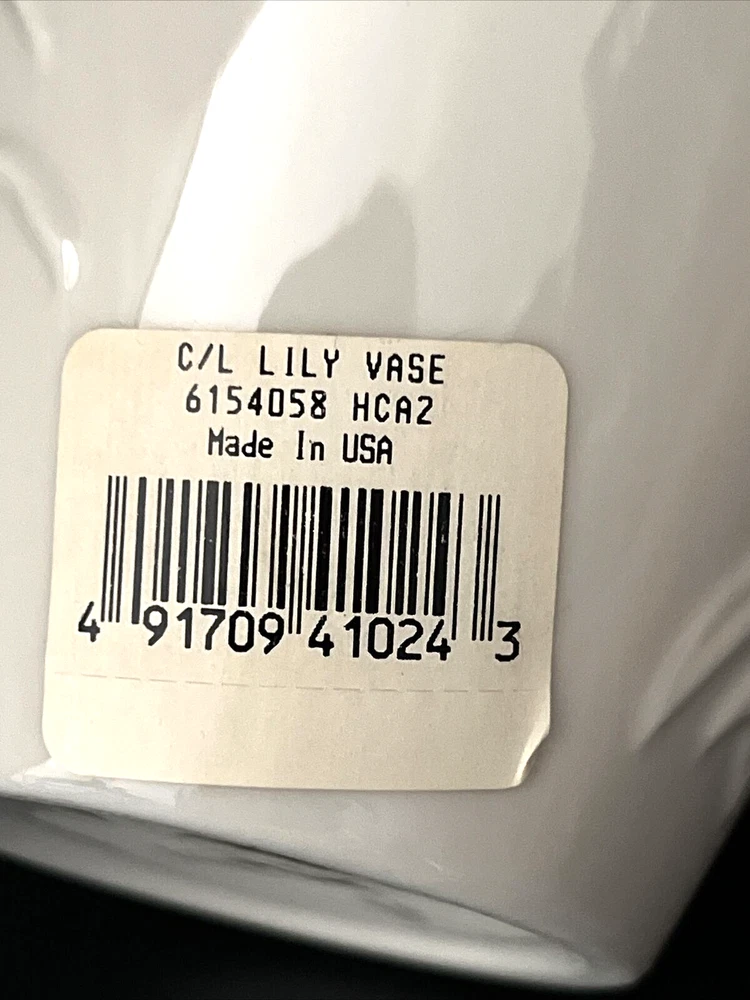 C/L LILY VASE
6154058 HCA2
Made In USA
4 91709 41024 3